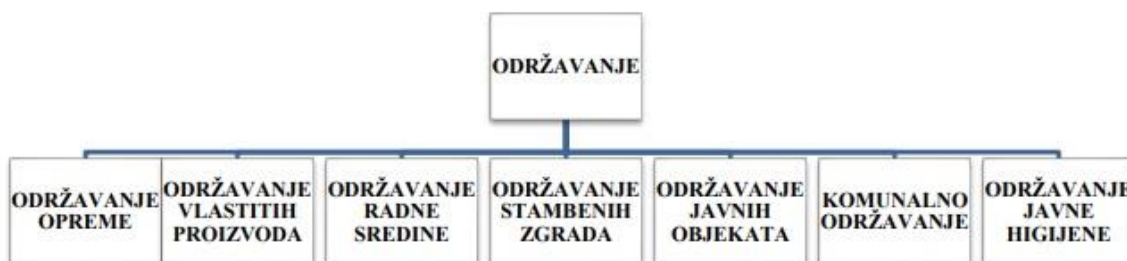 ODRŽAVANJE
ODRŽAVANJE
OPREME
ODRŽAVANJE
VLASTITIH
PROIZVODA
ODRŽAVANJE
RADNE
SREDINE
ODRŽAVANJE
STAMBENIH
ZGRADA
ODRŽAVANJE
JAVNIH
OBJEKATA
KOMUNALNO
ODRŽAVANJE
ODRŽAVANJE
JAVNE
HIGIJENE